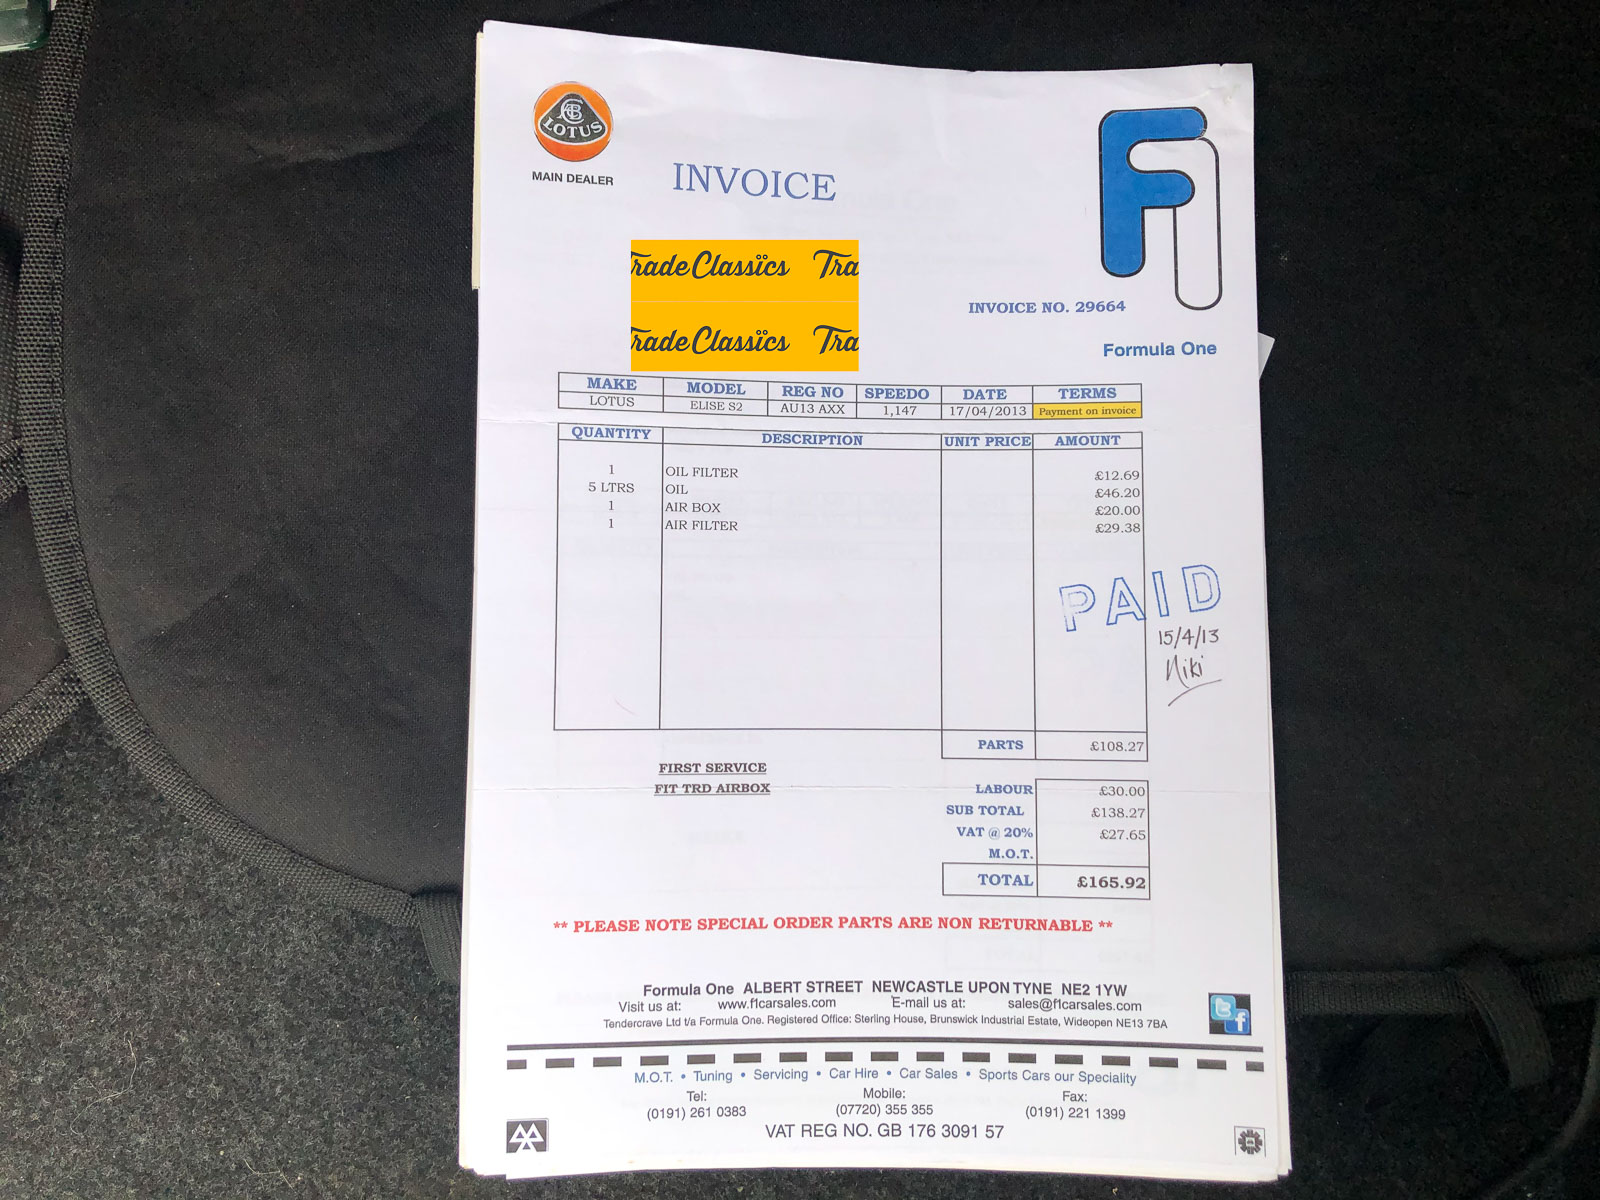 LOTUS
MAIN DEALER
INVOICE
Trade Classics Tra
Trade Classics Tra
INVOICE NO. 29664
Formula One
MAKE MODEL REG NO SPEEDO DATE TERMS
LOTUS ELISE S2 AU13 AXX 1,147 17/04/2013 Payment on invoice
QUANTITY DESCRIPTION UNIT PRICE AMOUNT
1 OIL FILTER £12.69
5 LTRS OIL £46.20
1 AIR BOX £20.00
1 AIR FILTER £29.38
PAID
15/4/13
Niki
PARTS £108.27
FIRST SERVICE
FIT TRD AIRBOX
LABOUR £30.00
SUB TOTAL £138.27
VAT @ 20% £27.65
M.O.T.
TOTAL £165.92
** PLEASE NOTE SPECIAL ORDER PARTS ARE NON RETURNABLE **
Formula One ALBERT STREET NEWCASTLE UPON TYNE NE2 1YW
Visit us at: www.f1carsales.com E-mail us at: sales@f1carsales.com
Tendercrave Ltd t/a Formula One. Registered Office: Sterling House, Brunswick Industrial Estate, Wideopen NE13 7BA
M.O.T. • Tuning • Servicing • Car Hire • Car Sales • Sports Cars our Speciality
Tel: Mobile: Fax:
(0191) 261 0383 (07720) 355 355 (0191) 221 1399
VAT REG NO. GB 176 3091 57